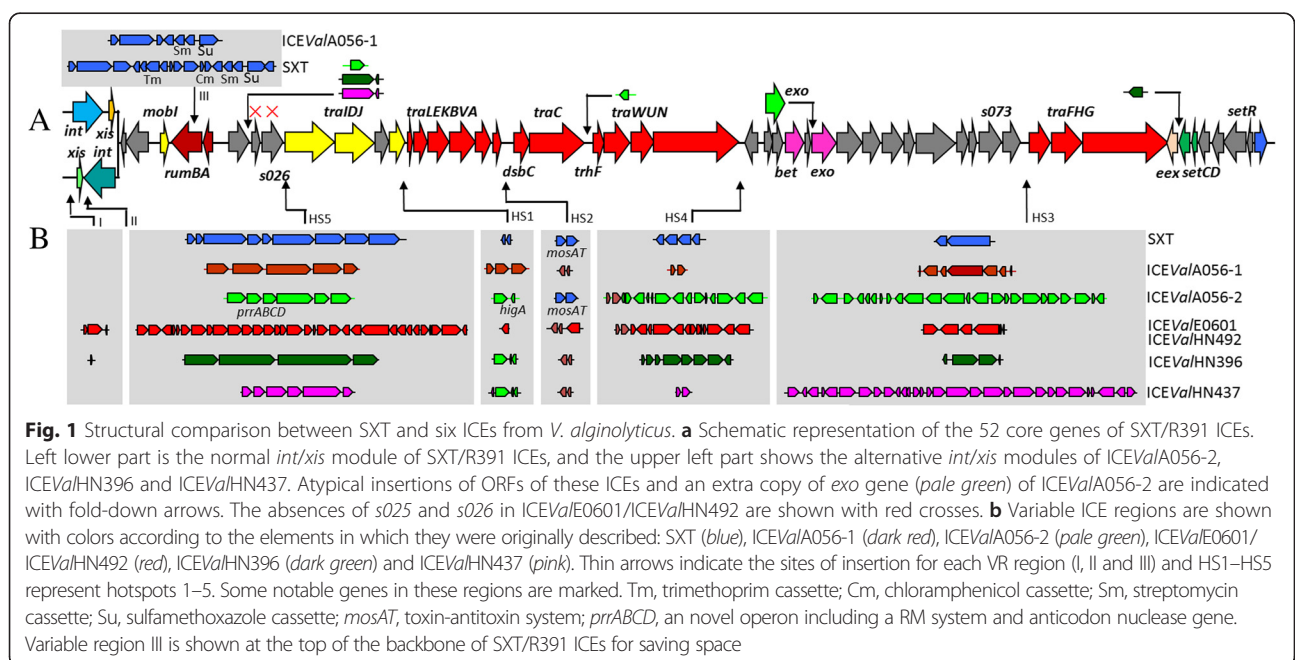 ICEValA056-1
Sm Su
SXT
Tm Cm Sm Su
III
A
int xis mobI rumBA s026 traIDJ traLEKBVA dsbC traC trhF traWUN bet exo exo s073 traFHG eex setCD setR
xis int
I II HS5 HS1 HS2 HS4 HS3
B
SXT
mosAT
ICEValA056-1
ICEValA056-2
prrABCD higA mosAT
ICEValE0601
ICEValHN492
ICEValHN396
ICEValHN437
Fig. 1 Structural comparison between SXT and six ICEs from V. alginolyticus. a Schematic representation of the 52 core genes of SXT/R391 ICEs.
Left lower part is the normal int/xis module of SXT/R391 ICEs, and the upper left part shows the alternative int/xis modules of ICEValA056-2,
ICEValHN396 and ICEValHN437. Atypical insertions of ORFs of these ICEs and an extra copy of exo gene (pale green) of ICEValA056-2 are indicated
with fold-down arrows. The absences of s025 and s026 in ICEValE0601/ICEValHN492 are shown with red crosses. b Variable ICE regions are shown
with colors according to the elements in which they were originally described: SXT (blue), ICEValA056-1 (dark red), ICEValA056-2 (pale green), ICEValE0601/
ICEValHN492 (red), ICEValHN396 (dark green) and ICEValHN437 (pink). Thin arrows indicate the sites of insertion for each VR region (I, II and III) and HS1–HS5
represent hotspots 1–5. Some notable genes in these regions are marked. Tm, trimethoprim cassette; Cm, chloramphenicol cassette; Sm, streptomycin
cassette; Su, sulfamethoxazole cassette; mosAT, toxin-antitoxin system; prrABCD, an novel operon including a RM system and anticodon nuclease gene.
Variable region III is shown at the top of the backbone of SXT/R391 ICEs for saving space